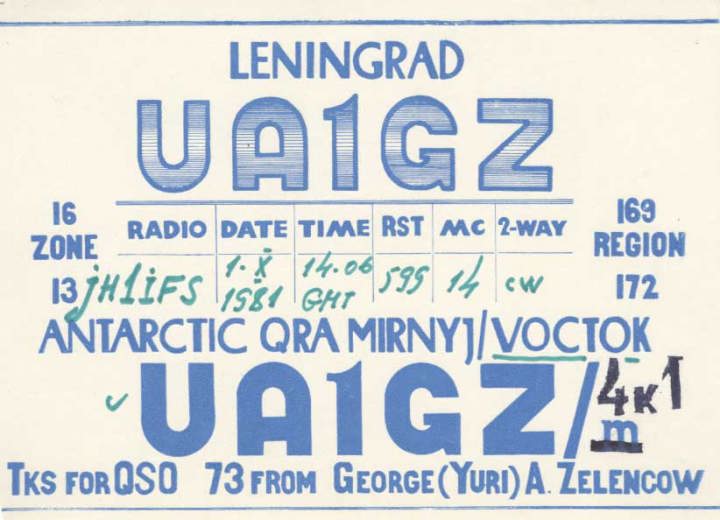 LENINGRAD
UA1GZ
16 ZONE 13
RADIO DATE TIME RST MC 2-WAY
jH1iFS 1. X 1981 14.06 GHT 599 14 CW
169 REGION 172
ANTARCTIC QRA MIRNYJ/VOCTOK
✓ UA1GZ/m 4K1
TKS FOR QSO 73 FROM GEORGE (YURI) A. ZELENCOW